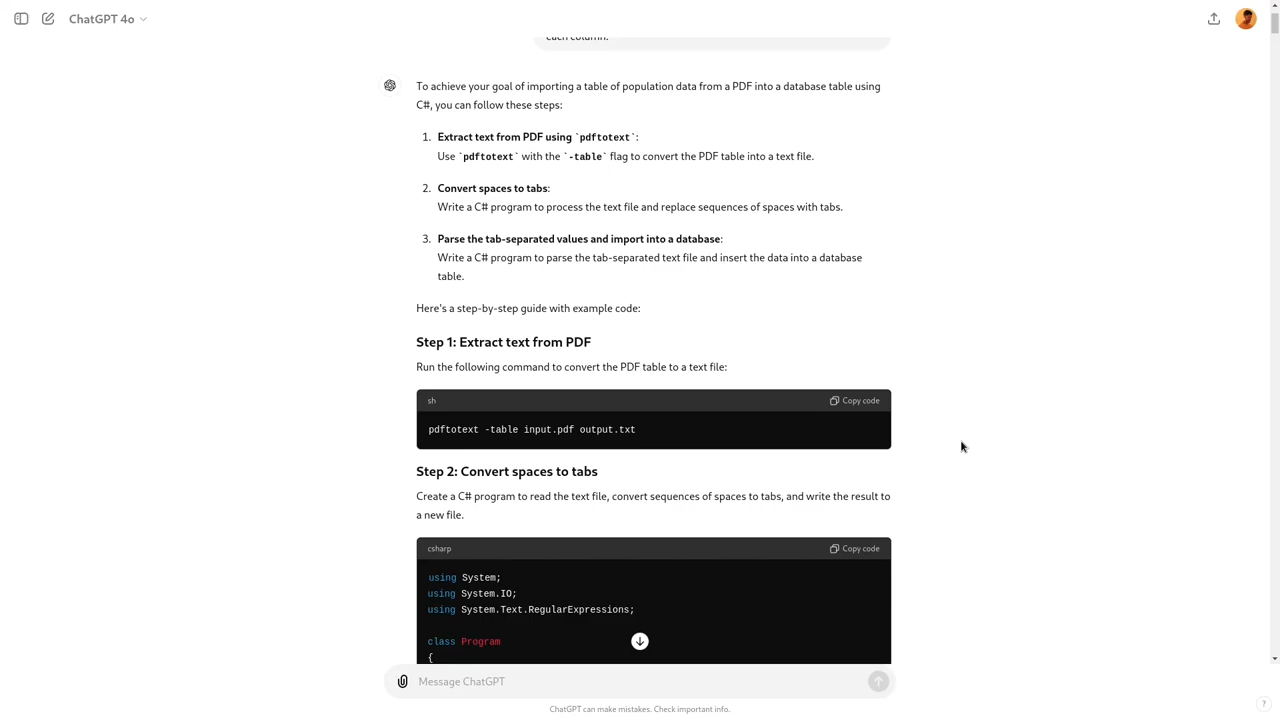 ChatGPT 4o
each column.
To achieve your goal of importing a table of population data from a PDF into a database table using
C#, you can follow these steps:
1. Extract text from PDF using `pdftotext`:
Use `pdftotext` with the `-table` flag to convert the PDF table into a text file.
2. Convert spaces to tabs:
Write a C# program to process the text file and replace sequences of spaces with tabs.
3. Parse the tab-separated values and import into a database:
Write a C# program to parse the tab-separated text file and insert the data into a database
table.
Here's a step-by-step guide with example code:
Step 1: Extract text from PDF
Run the following command to convert the PDF table to a text file:
sh Copy code
pdftotext -table input.pdf output.txt
Step 2: Convert spaces to tabs
Create a C# program to read the text file, convert sequences of spaces to tabs, and write the result to
a new file.
csharp Copy code
using System;
using System.IO;
using System.Text.RegularExpressions;
class Program
{
Message ChatGPT
ChatGPT can make mistakes. Check important info.
?